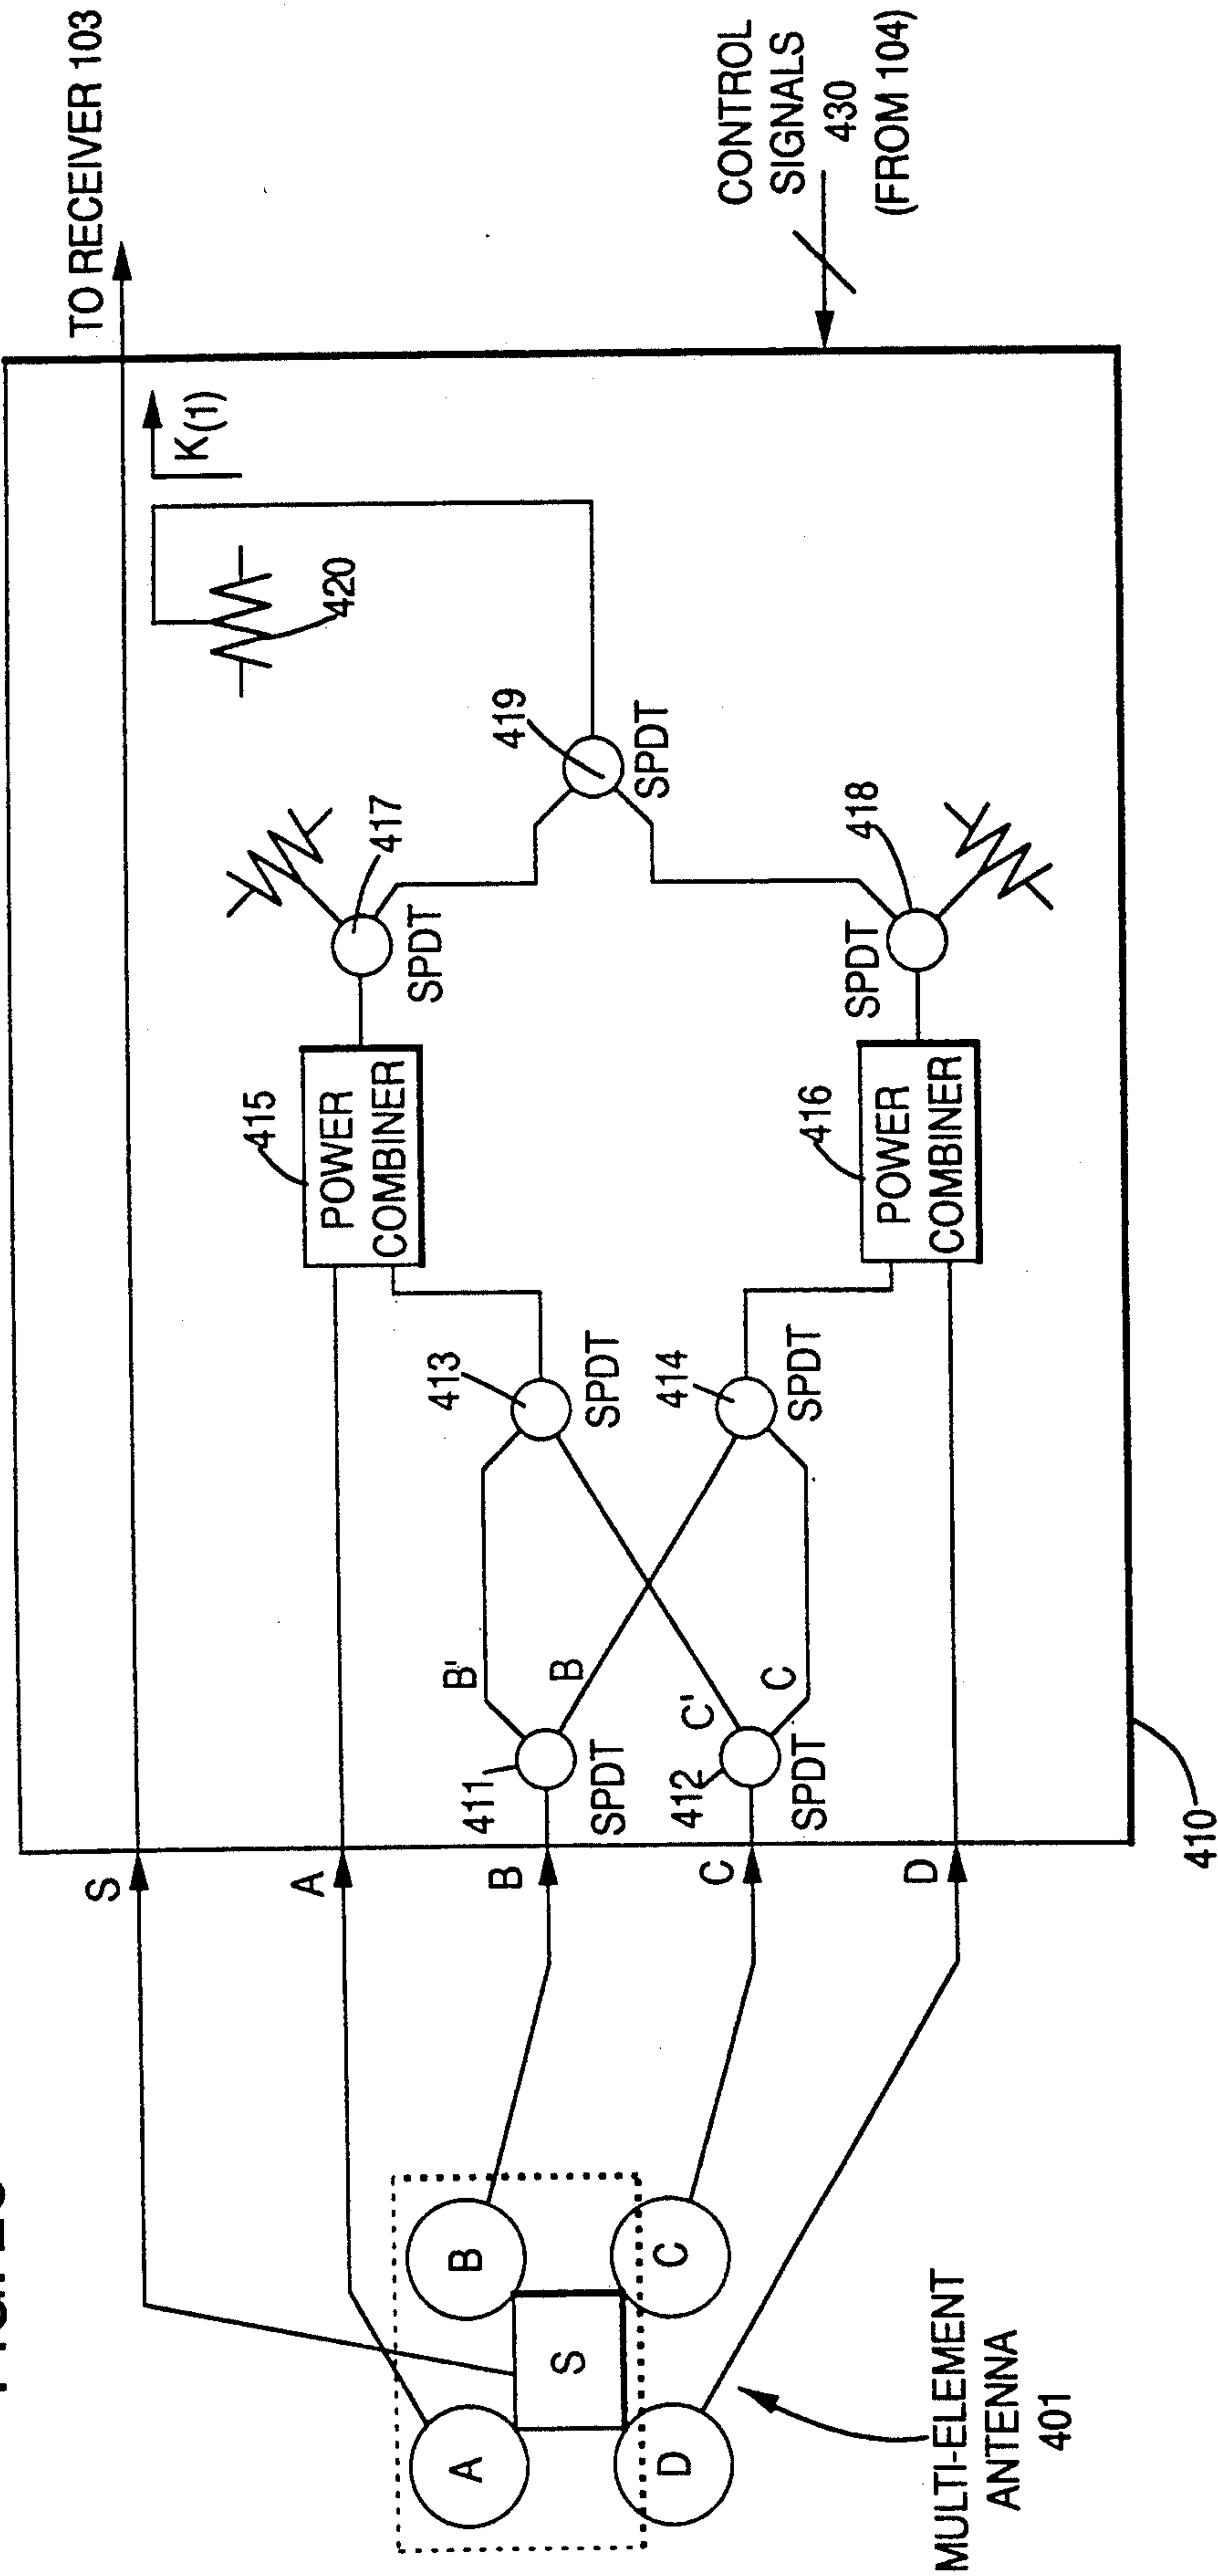 TO RECEIVER 103
K(1)
420
CONTROL
SIGNALS
430
(FROM 104)
419
SPDT
417
SPDT
418
SPDT
415
POWER
COMBINER
416
POWER
COMBINER
413
SPDT
414
SPDT
B'
B
C'
C
411
SPDT
412
SPDT
410
S
A
B
C
D
A
B
S
D
C
MULTI-ELEMENT
ANTENNA
401